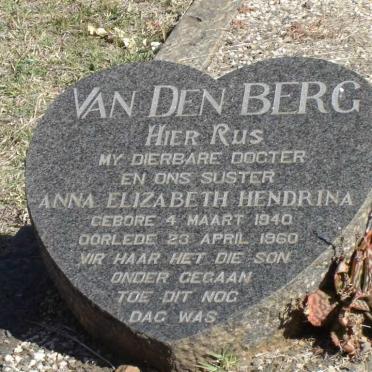 VAN DEN BERG
HIER RUS
MY DIERBARE DOGTER
EN ONS SUSTER
ANNA ELIZABETH HENDRINA
GEBORE 4 MAART 1940
OORLEDE 23 APRIL 1960
VIR HAAR HET DIE SON
ONDER GEGAAN
TOE DIT NOG
DAG WAS